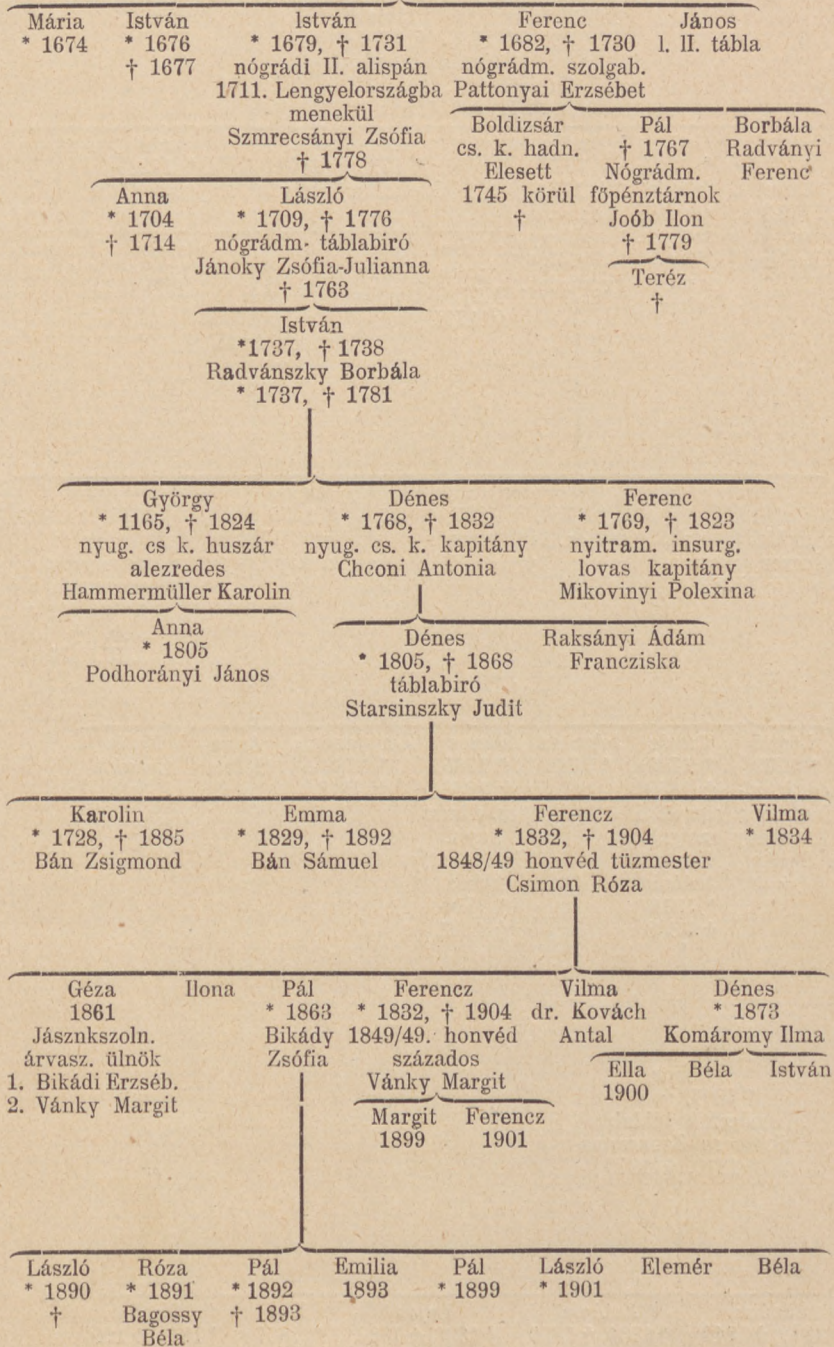 Mária
* 1674
István
* 1676
† 1677
István
* 1679, † 1731
nógrádi II. alispán
1711. Lengyelországba
menekül
Szmrecsányi Zsófia
† 1778
Ferenc
* 1682, † 1730
nógrádm. szolgab.
Pattonyai Erzsébet
János
l. II. tábla
Boldizsár
cs. k. hadn.
Elesett
1745 körül
†
Pál
† 1767
Nógrádm.
főpénztárnok
Joób Ilon
† 1779
Borbála
Radványi
Ferenc
Teréz
†
Anna
* 1704
† 1714
László
* 1709, † 1776
nógrádm- táblabiró
Jánoky Zsófia-Julianna
† 1763
István
*1737, † 1738
Radvánszky Borbála
* 1737, † 1781
György
* 1165, † 1824
nyug. cs k. huszár
alezredes
Hammermüller Karolin
Dénes
* 1768, † 1832
nyug. cs. k. kapitány
Chconi Antonia
Ferenc
* 1769, † 1823
nyitram. insurg.
lovas kapitány
Mikovinyi Polexina
Anna
* 1805
Podhorányi János
Dénes
* 1805, † 1868
táblabiró
Starsinszky Judit
Raksányi Ádám
Francziska
Karolin
* 1728, † 1885
Bán Zsigmond
Emma
* 1829, † 1892
Bán Sámuel
Ferencz
* 1832, † 1904
1848/49 honvéd tüzmester
Csimon Róza
Vilma
* 1834
Géza
1861
Jásznkszoln.
árvasz. ülnök
1. Bikádi Erzséb.
2. Vánky Margit
Ilona
Pál
* 1863
Bikády
Zsófia
Ferencz
* 1832, † 1904
1849/49. honvéd
százados
Vánky Margit
Vilma
dr. Kovách
Antal
Dénes
* 1873
Komáromy Ilma
Margit
1899
Ferencz
1901
Ella
1900
Béla
István
László
* 1890
†
Róza
* 1891
Bagossy
Béla
Pál
* 1892
† 1893
Emilia
1893
Pál
* 1899
László
* 1901
Elemér
Béla